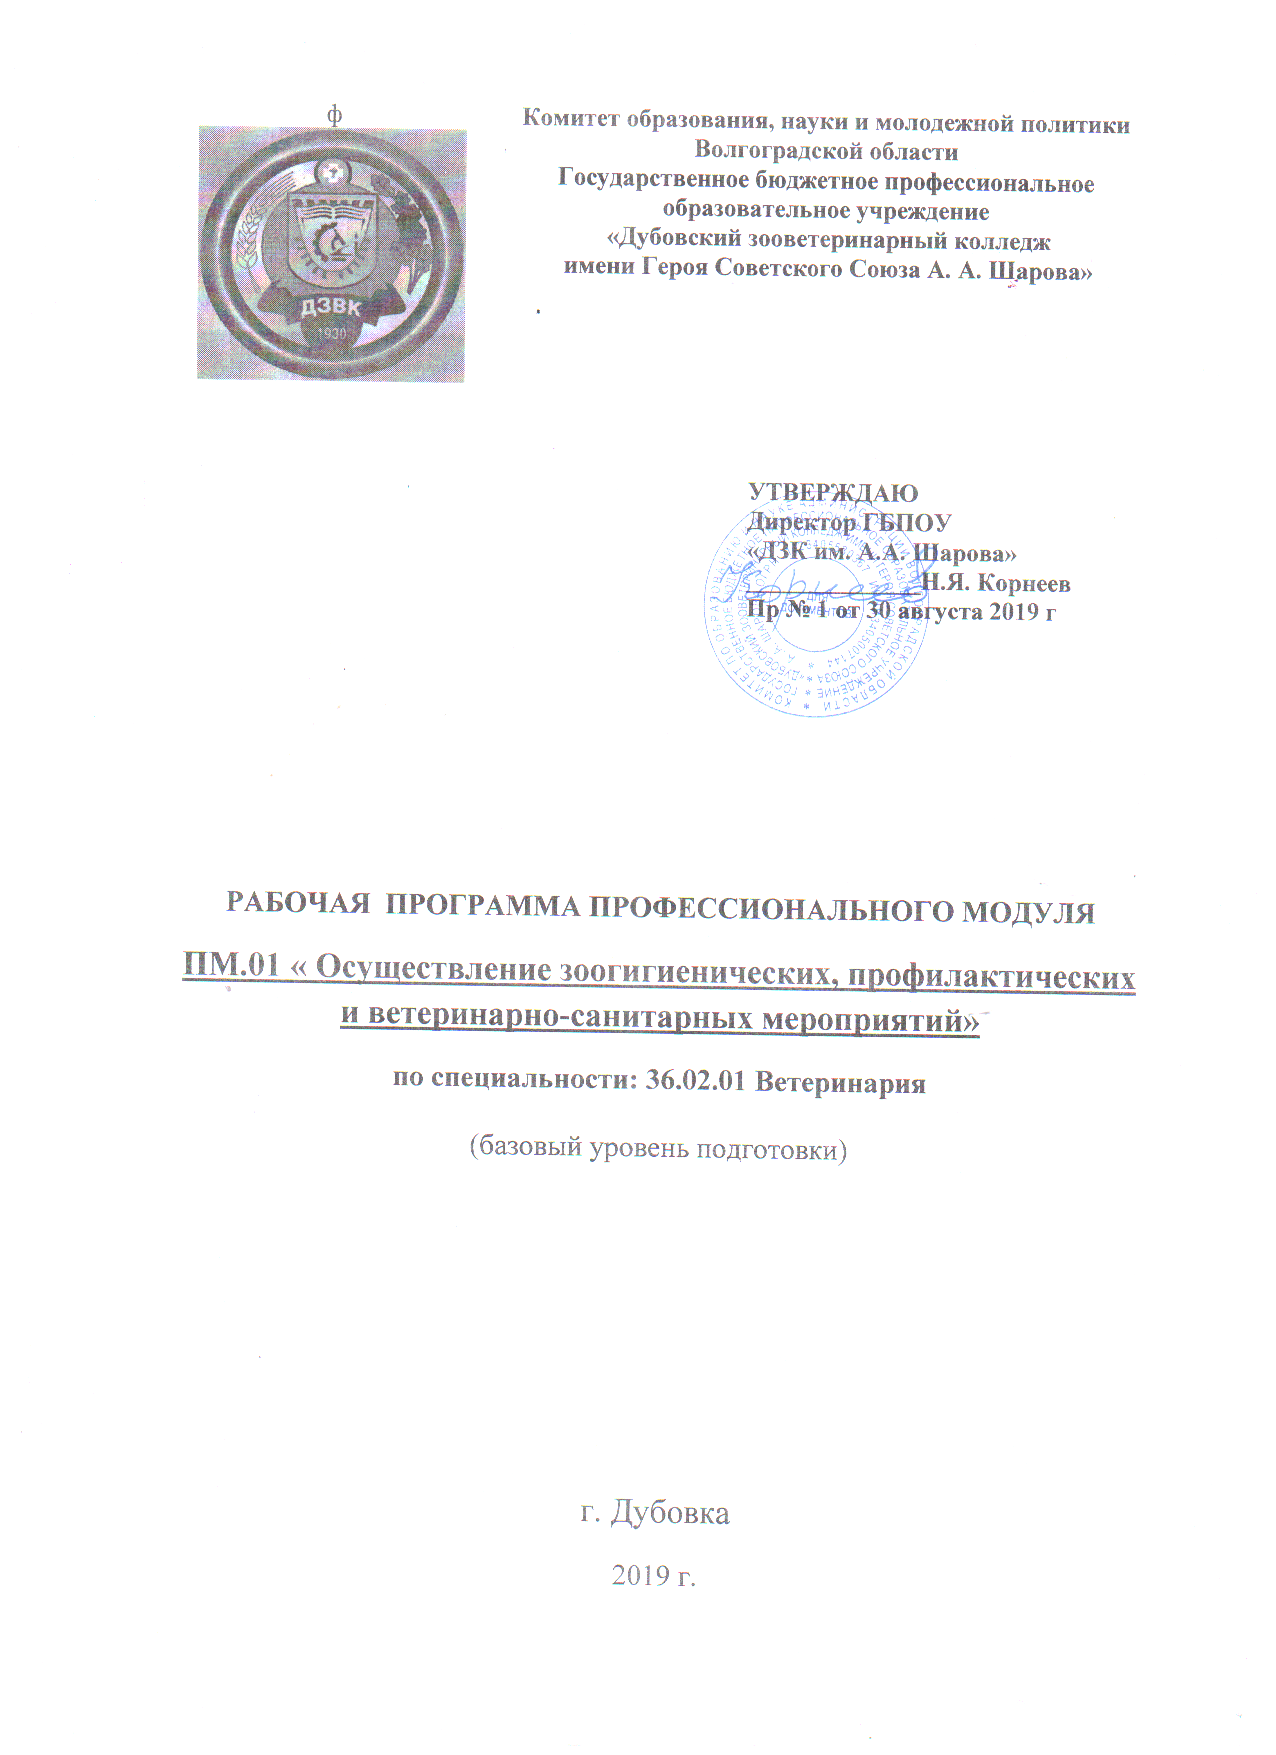 ф
Комитет образования, науки и молодежной политики
Волгоградской области
Государственное бюджетное профессиональное
образовательное учреждение
«Дубовский зооветеринарный колледж
имени Героя Советского Союза А. А. Шарова»
ДЗВК
1930
УТВЕРЖДАЮ
Директор ГБПОУ
«ДЗК им. А.А. Шарова»
Н.Я. Корнеев
Пр № 1 от 30 августа 2019 г
РАБОЧАЯ ПРОГРАММА ПРОФЕССИОНАЛЬНОГО МОДУЛЯ
ПМ.01 « Осуществление зоогигиенических, профилактических
и ветеринарно-санитарных мероприятий»
по специальности: 36.02.01 Ветеринария
(базовый уровень подготовки)
г. Дубовка
2019 г.